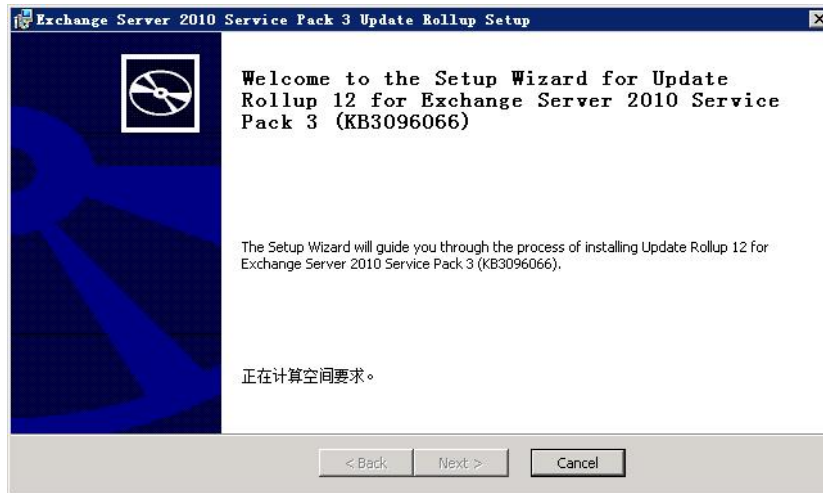 Exchange Server 2010 Service Pack 3 Update Rollup Setup
Welcome to the Setup Wizard for Update
Rollup 12 for Exchange Server 2010 Service
Pack 3 (KB3096066)
The Setup Wizard will guide you through the process of installing Update Rollup 12 for
Exchange Server 2010 Service Pack 3 (KB3096066).
正在计算空间要求。
< Back Next > Cancel